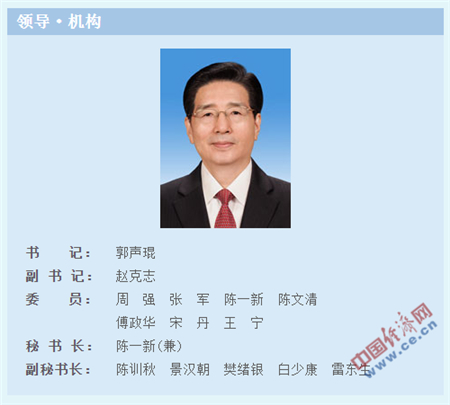 领导·机构
书 记： 郭声琨
副 书 记： 赵克志
委 员： 周 强 张 军 陈一新 陈文清
傅政华 宋 丹 王 宁
秘 书 长： 陈一新(兼)
副秘书长： 陈训秋 景汉朝 樊绪银 白少康 雷东生
中国经济网
www.ce.cn